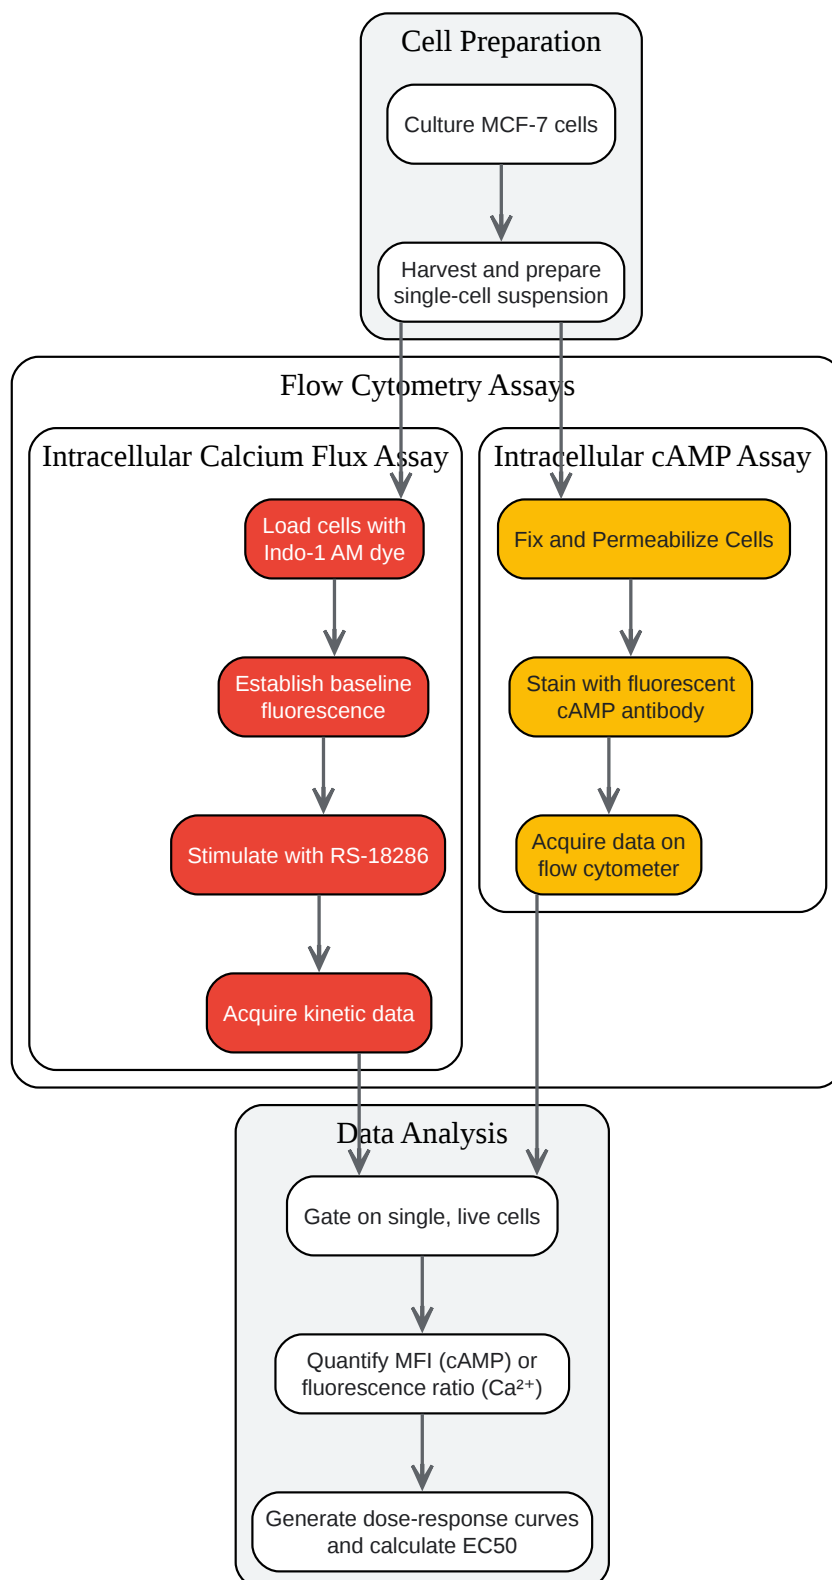 Cell Preparation
Culture MCF-7 cells
Harvest and prepare
single-cell suspension
Flow Cytometry Assays
Intracellular Calcium Flux Assay
Load cells with
Indo-1 AM dye
Establish baseline
fluorescence
Stimulate with RS-18286
Acquire kinetic data
Intracellular cAMP Assay
Fix and Permeabilize Cells
Stain with fluorescent
cAMP antibody
Acquire data on
flow cytometer
Data Analysis
Gate on single, live cells
Quantify MFI (cAMP) or
fluorescence ratio (Ca²⁺)
Generate dose-response curves
and calculate EC50